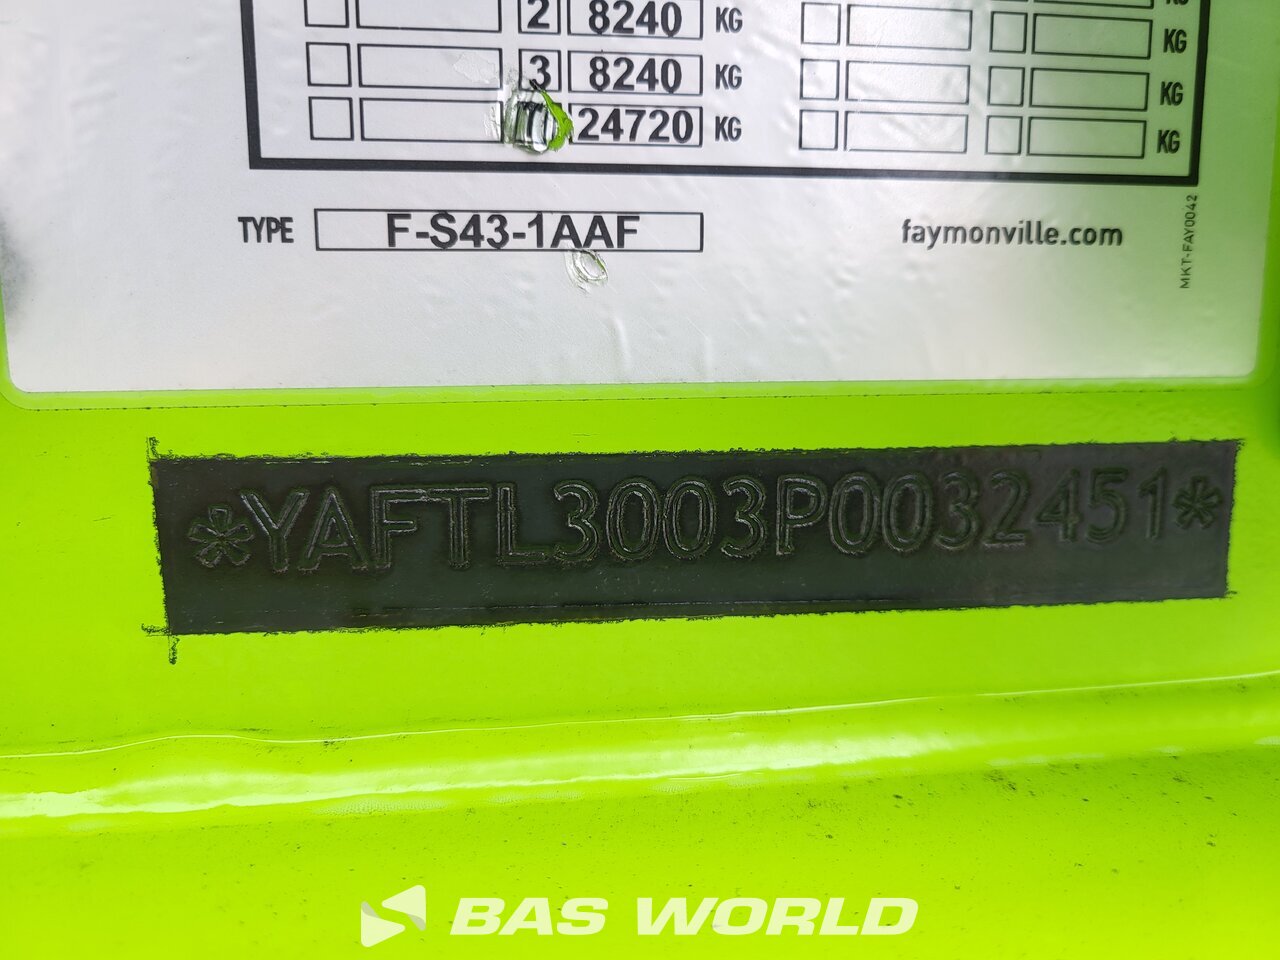 2 8240 KG
KG
3 8240 KG
KG
T 24720 KG
KG
TYPE F-S43-1AAF
faymonville.com
MKT-FAY0042
*YAFTL3003P0032451*
BAS WORLD